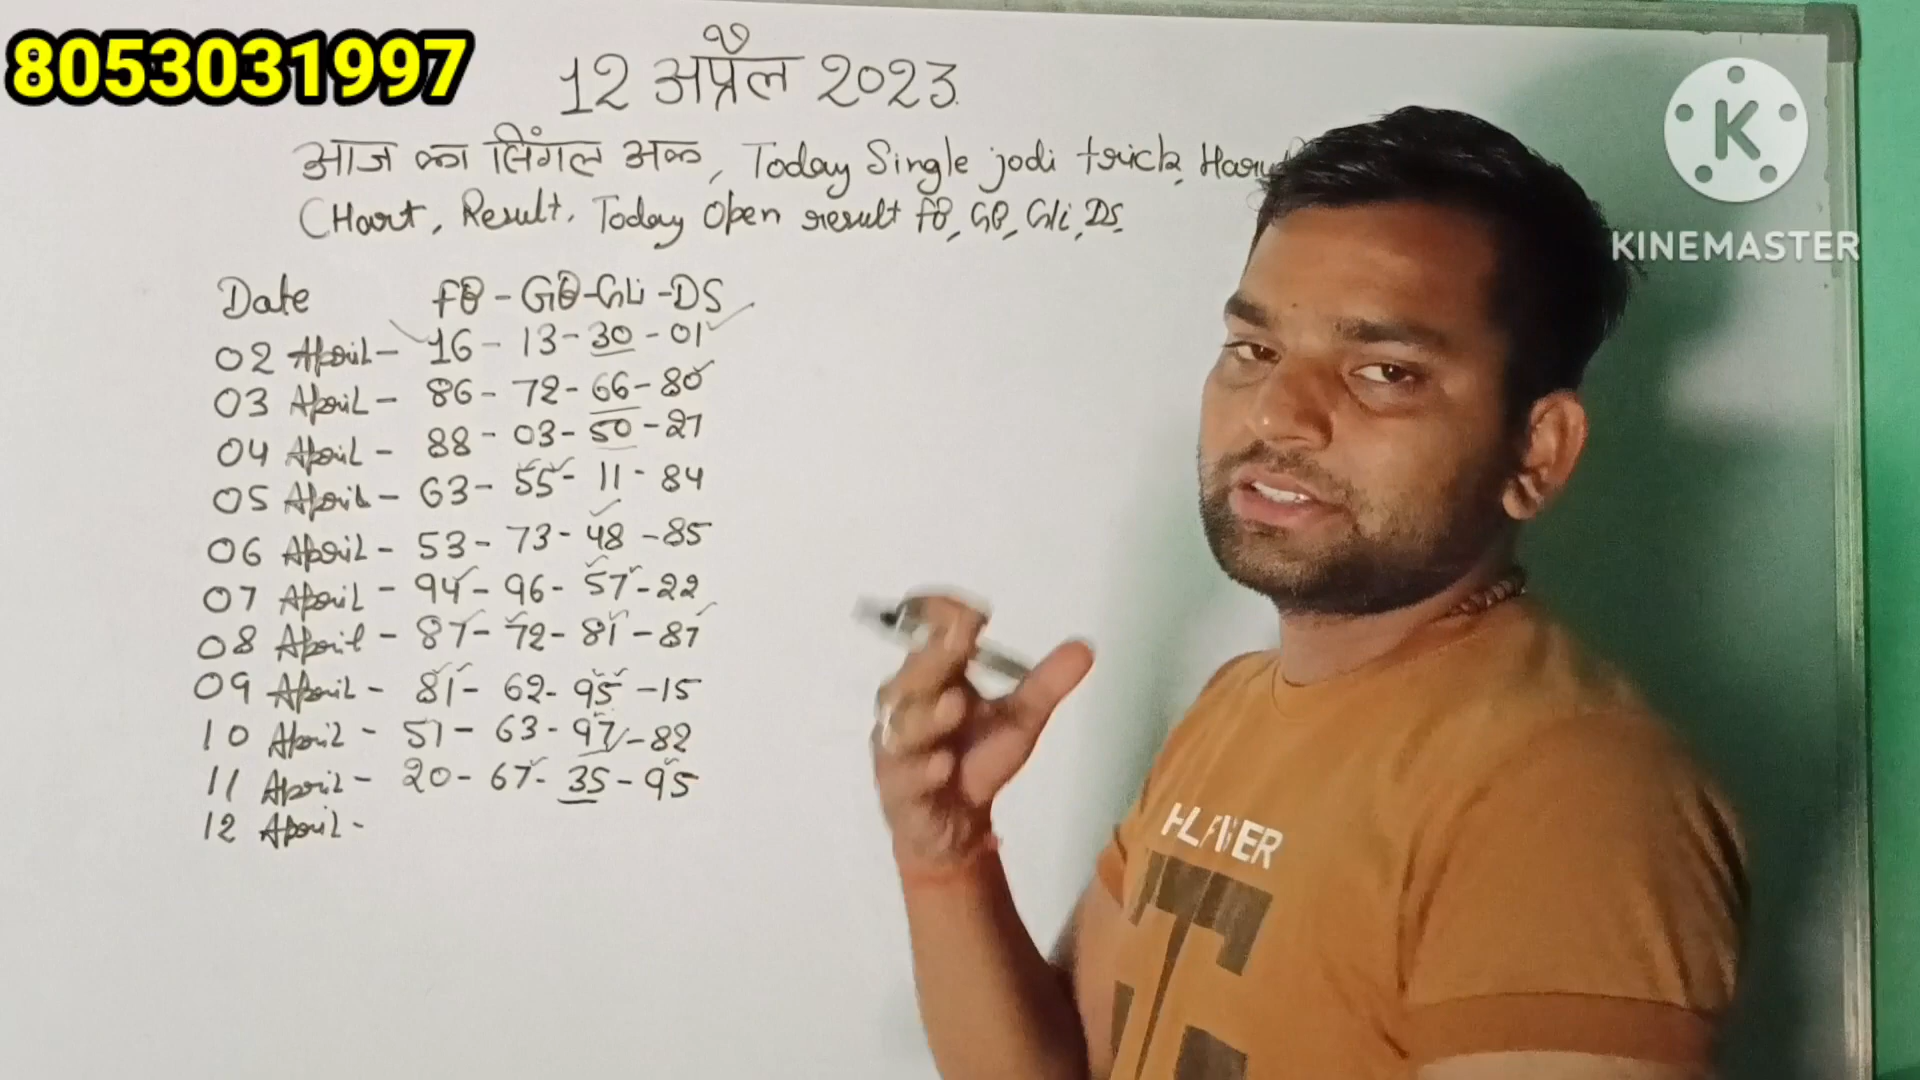 8053031997
12 अप्रैल 2023
आज का सिंगल अंक, Today Single jodi trick, Haru
CHart, Result, Today Open result FB, GB, Gli, DS.
Date FB - GB - Gli - DS
02 April - 16 - 13 - 30 - 01
03 April - 86 - 72 - 66 - 80
04 April - 88 - 03 - 50 - 27
05 April - 63 - 55 - 11 - 84
06 April - 53 - 73 - 48 - 85
07 April - 94 - 96 - 57 - 22
08 April - 87 - 72 - 81 - 87
09 April - 81 - 62 - 95 - 15
10 April - 51 - 63 - 97 - 82
11 April - 20 - 67 - 35 - 95
12 April -
K
KINEMASTER